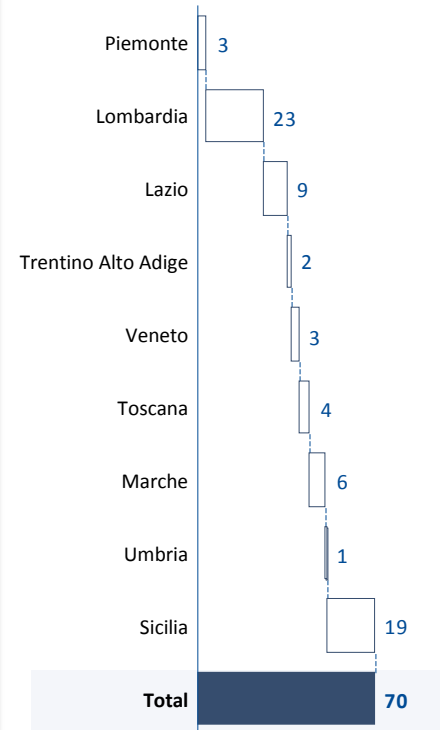 Piemonte 3
Lombardia 23
Lazio 9
Trentino Alto Adige 2
Veneto 3
Toscana 4
Marche 6
Umbria 1
Sicilia 19
Total 70